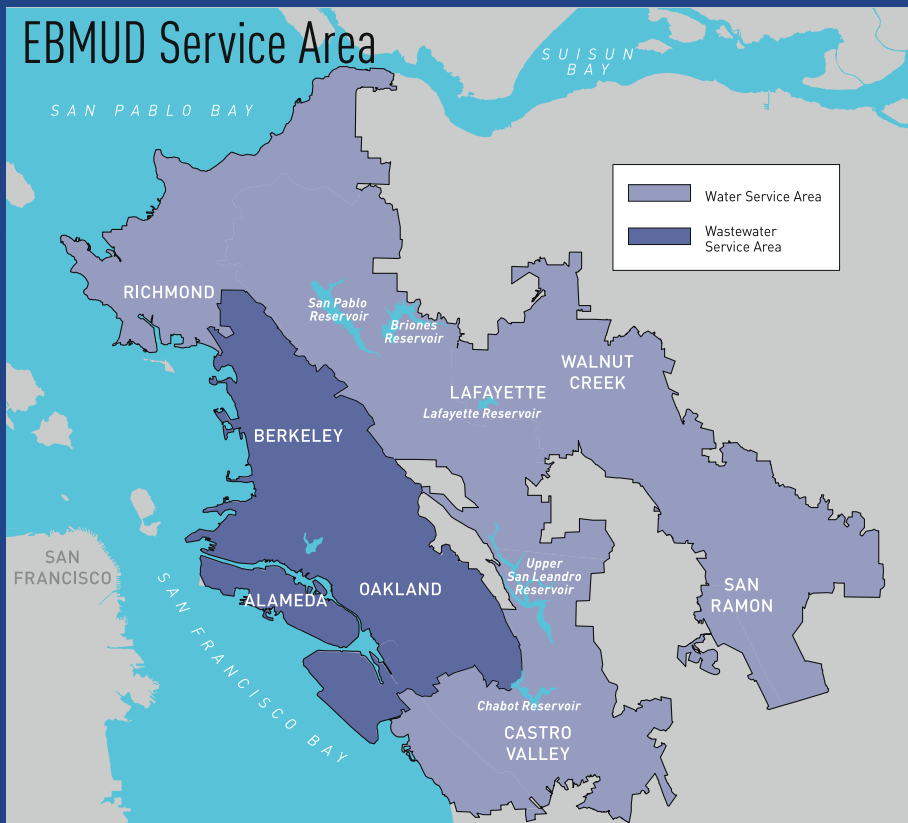 EBMUD Service Area
SUISUN
BAY
SAN PABLO BAY
Water Service Area
Wastewater
Service Area
RICHMOND
San Pablo
Reservoir
Briones
Reservoir
WALNUT
CREEK
LAFAYETTE
Lafayette Reservoir
BERKELEY
SAN
FRANCISCO
Upper
San Leandro
Reservoir
OAKLAND
ALAMEDA
SAN
RAMON
SAN FRANCISCO BAY
Chabot Reservoir
CASTRO
VALLEY